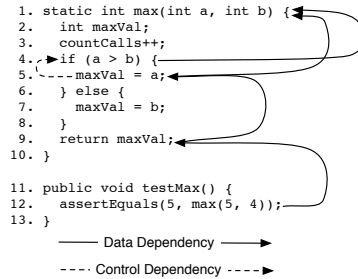 1. static int max(int a, int b) {
2. int maxVal;
3. countCalls++;
4. if (a > b) {
5. maxVal = a;
6. } else {
7. maxVal = b;
8. }
9. return maxVal;
10. }
11. public void testMax() {
12. assertEquals(5, max(5, 4));
13. }
Data Dependency
Control Dependency